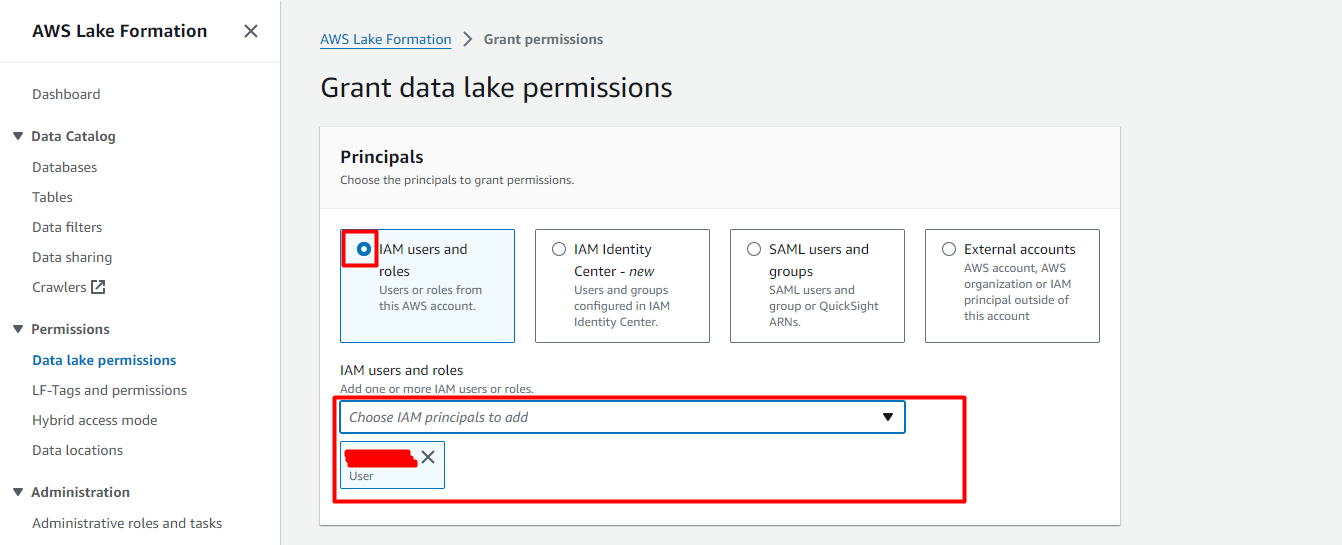 AWS Lake Formation
Dashboard
Data Catalog
Databases
Tables
Data filters
Data sharing
Crawlers
Permissions
Data lake permissions
LF-Tags and permissions
Hybrid access mode
Data locations
Administration
Administrative roles and tasks
AWS Lake Formation > Grant permissions
Grant data lake permissions
Principals
Choose the principals to grant permissions.
IAM users and
roles
Users or roles from
this AWS account.
IAM Identity
Center - new
Users and groups
configured in IAM
Identity Center.
SAML users and
groups
SAML users and
group or QuickSight
ARNs.
External accounts
AWS account, AWS
organization or IAM
principal outside of
this account
IAM users and roles
Add one or more IAM users or roles.
Choose IAM principals to add
User